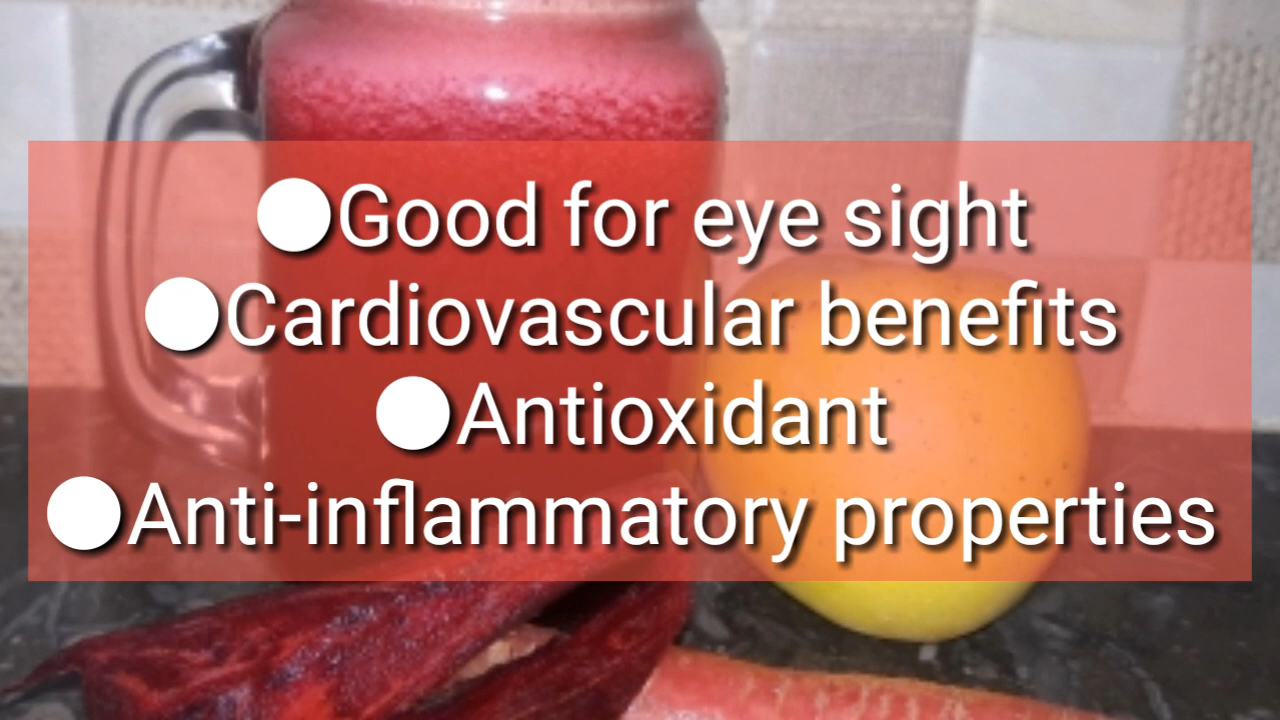 ●Good for eye sight
●Cardiovascular benefits
●Antioxidant
●Anti-inflammatory properties